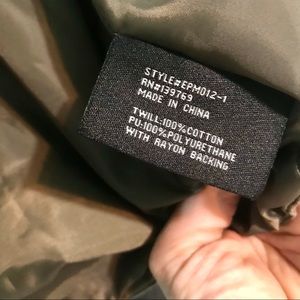 STYLE#EPM012-1
RN#139769
MADE IN CHINA
TWILL:100%COTTON
PU:100%POLYURETHANE
WITH RAYON BACKING